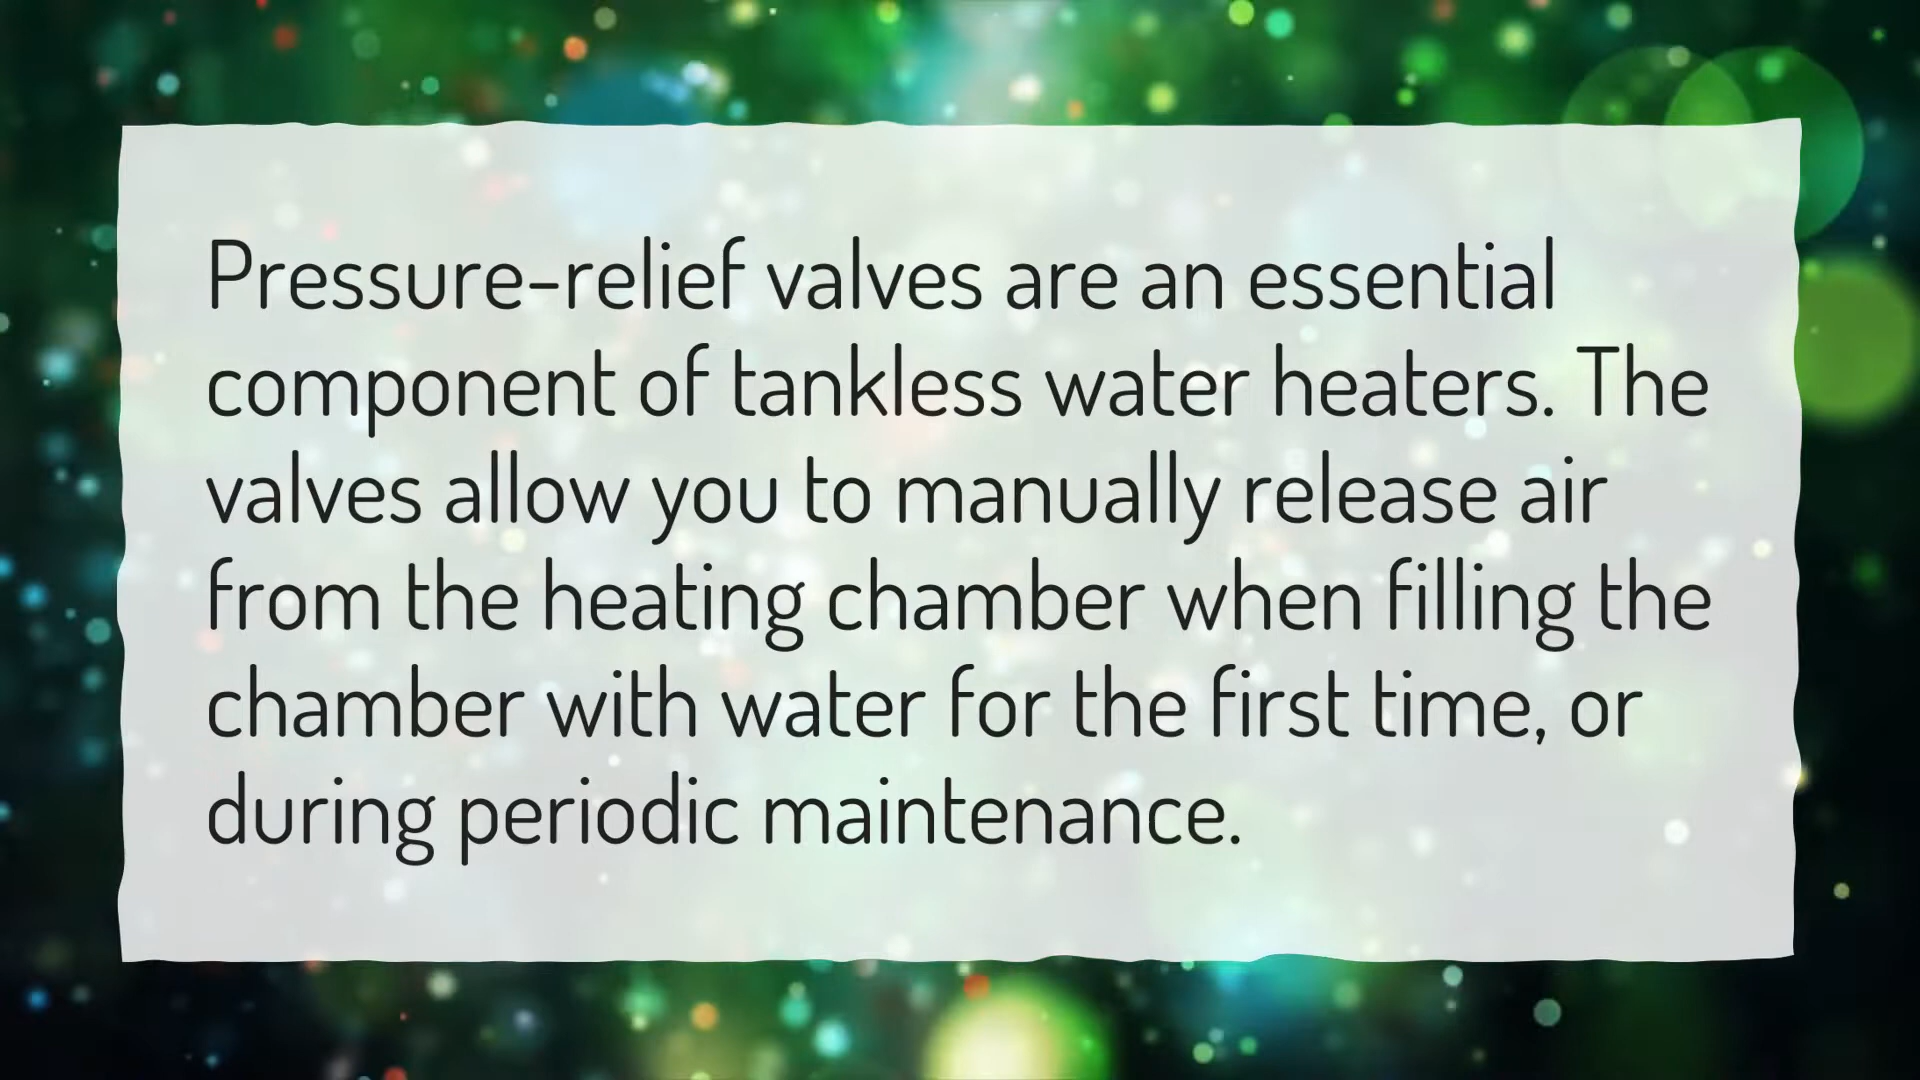 Pressure-relief valves are an essential
component of tankless water heaters. The
valves allow you to manually release air
from the heating chamber when filling the
chamber with water for the first time, or
during periodic maintenance.